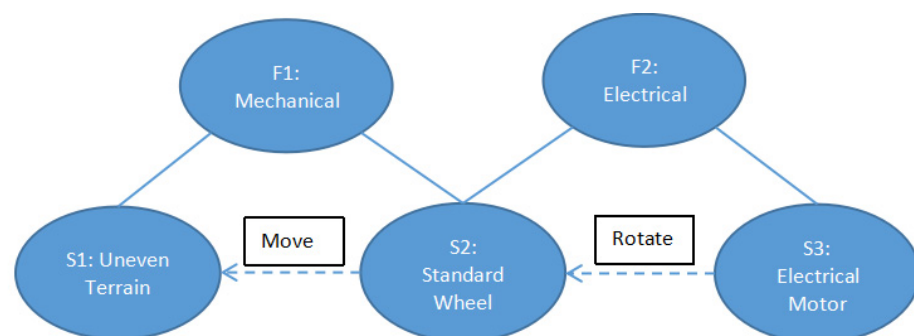 F1:
Mechanical
F2:
Electrical
Move
Rotate
S1: Uneven
Terrain
S2:
Standard
Wheel
S3:
Electrical
Motor